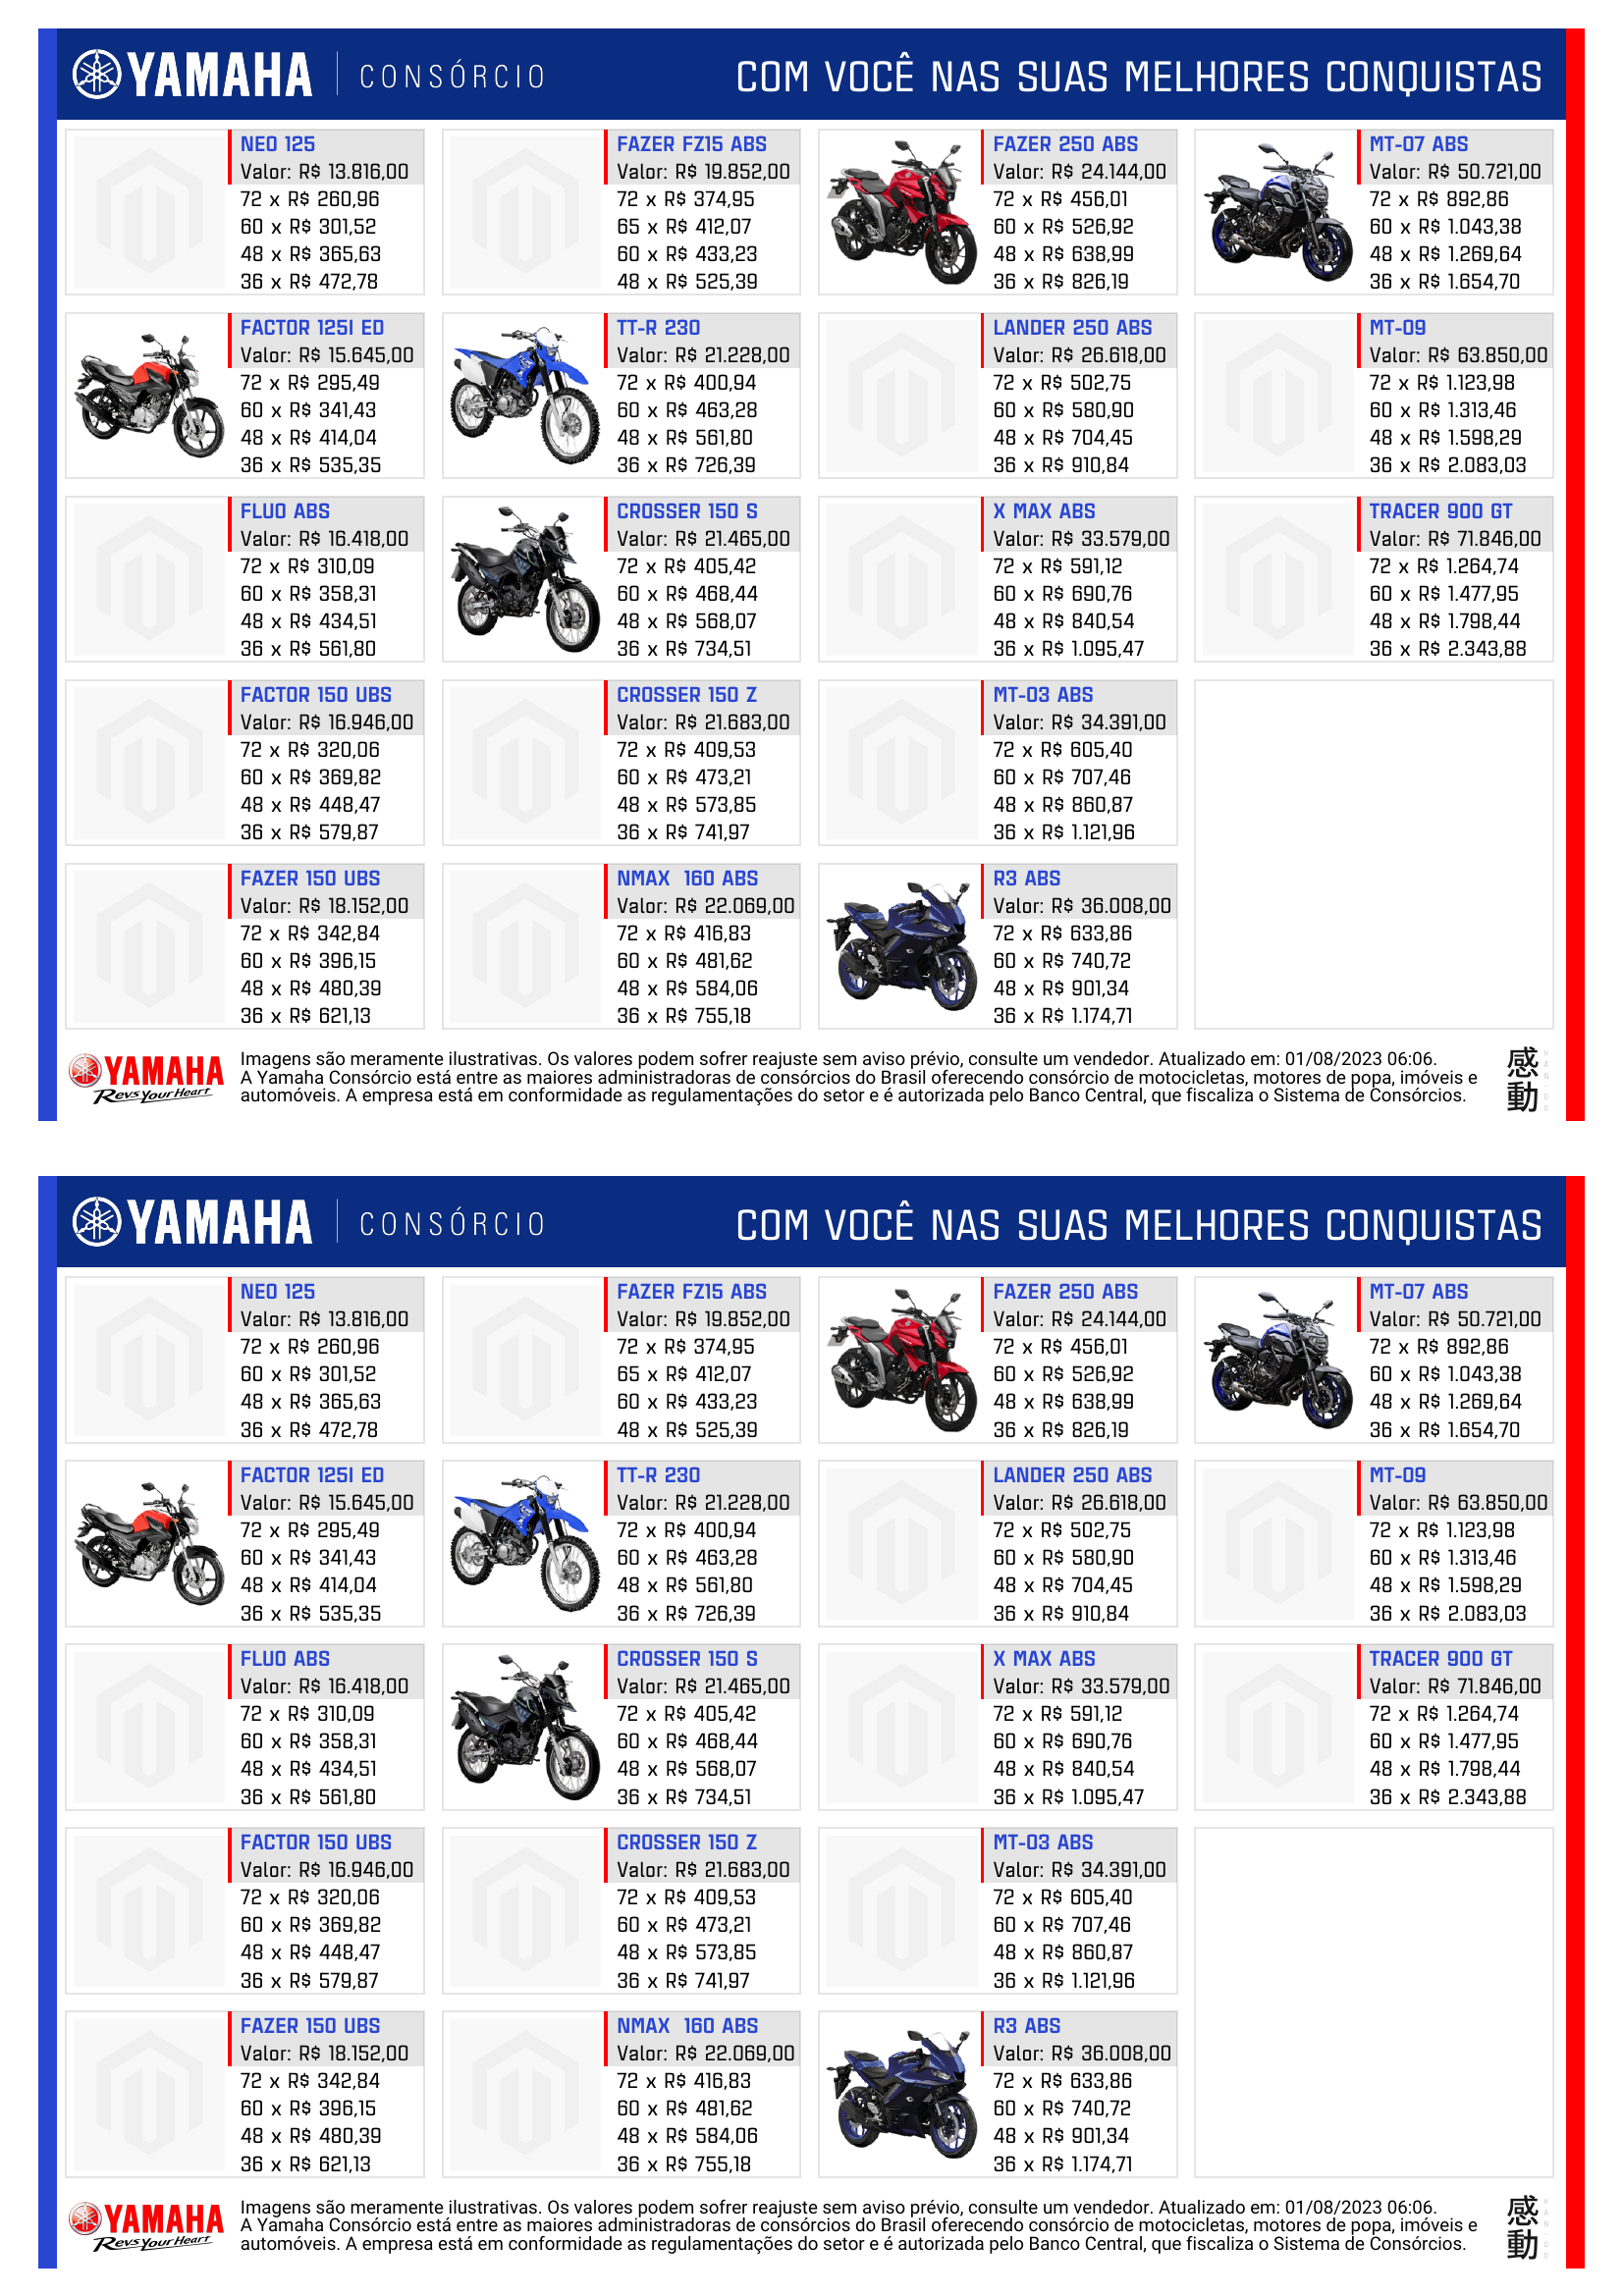 YAMAHA CONSÓRCIO COM VOCÊ NAS SUAS MELHORES CONQUISTAS
NEO 125
Valor: R$ 13.816,00
72 x R$ 260,96
60 x R$ 301,52
48 x R$ 365,63
36 x R$ 472,78
FAZER FZ15 ABS
Valor: R$ 19.852,00
72 x R$ 374,95
65 x R$ 412,07
60 x R$ 433,23
48 x R$ 525,39
FAZER 250 ABS
Valor: R$ 24.144,00
72 x R$ 456,01
60 x R$ 526,92
48 x R$ 638,99
36 x R$ 826,19
MT-07 ABS
Valor: R$ 50.721,00
72 x R$ 892,86
60 x R$ 1.043,38
48 x R$ 1.269,64
36 x R$ 1.654,70
FACTOR 125I ED
Valor: R$ 15.645,00
72 x R$ 295,49
60 x R$ 341,43
48 x R$ 414,04
36 x R$ 535,35
TT-R 230
Valor: R$ 21.228,00
72 x R$ 400,94
60 x R$ 463,28
48 x R$ 561,80
36 x R$ 726,39
LANDER 250 ABS
Valor: R$ 26.618,00
72 x R$ 502,75
60 x R$ 580,90
48 x R$ 704,45
36 x R$ 910,84
MT-09
Valor: R$ 63.850,00
72 x R$ 1.123,98
60 x R$ 1.313,46
48 x R$ 1.598,29
36 x R$ 2.083,03
FLUO ABS
Valor: R$ 16.418,00
72 x R$ 310,09
60 x R$ 358,31
48 x R$ 434,51
36 x R$ 561,80
CROSSER 150 S
Valor: R$ 21.465,00
72 x R$ 405,42
60 x R$ 468,44
48 x R$ 568,07
36 x R$ 734,51
X MAX ABS
Valor: R$ 33.579,00
72 x R$ 591,12
60 x R$ 690,76
48 x R$ 840,54
36 x R$ 1.095,47
TRACER 900 GT
Valor: R$ 71.846,00
72 x R$ 1.264,74
60 x R$ 1.477,95
48 x R$ 1.798,44
36 x R$ 2.343,88
FACTOR 150 UBS
Valor: R$ 16.946,00
72 x R$ 320,06
60 x R$ 369,82
48 x R$ 448,47
36 x R$ 579,87
CROSSER 150 Z
Valor: R$ 21.683,00
72 x R$ 409,53
60 x R$ 473,21
48 x R$ 573,85
36 x R$ 741,97
MT-03 ABS
Valor: R$ 34.391,00
72 x R$ 605,40
60 x R$ 707,46
48 x R$ 860,87
36 x R$ 1.121,96
FAZER 150 UBS
Valor: R$ 18.152,00
72 x R$ 342,84
60 x R$ 396,15
48 x R$ 480,39
36 x R$ 621,13
NMAX 160 ABS
Valor: R$ 22.069,00
72 x R$ 416,83
60 x R$ 481,62
48 x R$ 584,06
36 x R$ 755,18
R3 ABS
Valor: R$ 36.008,00
72 x R$ 633,86
60 x R$ 740,72
48 x R$ 901,34
36 x R$ 1.174,71
YAMAHA
Revs Your Heart
Imagens são meramente ilustrativas. Os valores podem sofrer reajuste sem aviso prévio, consulte um vendedor. Atualizado em: 01/08/2023 06:06.
A Yamaha Consórcio está entre as maiores administradoras de consórcios do Brasil oferecendo consórcio de motocicletas, motores de popa, imóveis e
automóveis. A empresa está em conformidade as regulamentações do setor e é autorizada pelo Banco Central, que fiscaliza o Sistema de Consórcios.
感動
YAMAHA CONSÓRCIO COM VOCÊ NAS SUAS MELHORES CONQUISTAS
NEO 125
Valor: R$ 13.816,00
72 x R$ 260,96
60 x R$ 301,52
48 x R$ 365,63
36 x R$ 472,78
FAZER FZ15 ABS
Valor: R$ 19.852,00
72 x R$ 374,95
65 x R$ 412,07
60 x R$ 433,23
48 x R$ 525,39
FAZER 250 ABS
Valor: R$ 24.144,00
72 x R$ 456,01
60 x R$ 526,92
48 x R$ 638,99
36 x R$ 826,19
MT-07 ABS
Valor: R$ 50.721,00
72 x R$ 892,86
60 x R$ 1.043,38
48 x R$ 1.269,64
36 x R$ 1.654,70
FACTOR 125I ED
Valor: R$ 15.645,00
72 x R$ 295,49
60 x R$ 341,43
48 x R$ 414,04
36 x R$ 535,35
TT-R 230
Valor: R$ 21.228,00
72 x R$ 400,94
60 x R$ 463,28
48 x R$ 561,80
36 x R$ 726,39
LANDER 250 ABS
Valor: R$ 26.618,00
72 x R$ 502,75
60 x R$ 580,90
48 x R$ 704,45
36 x R$ 910,84
MT-09
Valor: R$ 63.850,00
72 x R$ 1.123,98
60 x R$ 1.313,46
48 x R$ 1.598,29
36 x R$ 2.083,03
FLUO ABS
Valor: R$ 16.418,00
72 x R$ 310,09
60 x R$ 358,31
48 x R$ 434,51
36 x R$ 561,80
CROSSER 150 S
Valor: R$ 21.465,00
72 x R$ 405,42
60 x R$ 468,44
48 x R$ 568,07
36 x R$ 734,51
X MAX ABS
Valor: R$ 33.579,00
72 x R$ 591,12
60 x R$ 690,76
48 x R$ 840,54
36 x R$ 1.095,47
TRACER 900 GT
Valor: R$ 71.846,00
72 x R$ 1.264,74
60 x R$ 1.477,95
48 x R$ 1.798,44
36 x R$ 2.343,88
FACTOR 150 UBS
Valor: R$ 16.946,00
72 x R$ 320,06
60 x R$ 369,82
48 x R$ 448,47
36 x R$ 579,87
CROSSER 150 Z
Valor: R$ 21.683,00
72 x R$ 409,53
60 x R$ 473,21
48 x R$ 573,85
36 x R$ 741,97
MT-03 ABS
Valor: R$ 34.391,00
72 x R$ 605,40
60 x R$ 707,46
48 x R$ 860,87
36 x R$ 1.121,96
FAZER 150 UBS
Valor: R$ 18.152,00
72 x R$ 342,84
60 x R$ 396,15
48 x R$ 480,39
36 x R$ 621,13
NMAX 160 ABS
Valor: R$ 22.069,00
72 x R$ 416,83
60 x R$ 481,62
48 x R$ 584,06
36 x R$ 755,18
R3 ABS
Valor: R$ 36.008,00
72 x R$ 633,86
60 x R$ 740,72
48 x R$ 901,34
36 x R$ 1.174,71
YAMAHA
Revs Your Heart
Imagens são meramente ilustrativas. Os valores podem sofrer reajuste sem aviso prévio, consulte um vendedor. Atualizado em: 01/08/2023 06:06.
A Yamaha Consórcio está entre as maiores administradoras de consórcios do Brasil oferecendo consórcio de motocicletas, motores de popa, imóveis e
automóveis. A empresa está em conformidade as regulamentações do setor e é autorizada pelo Banco Central, que fiscaliza o Sistema de Consórcios.
感動